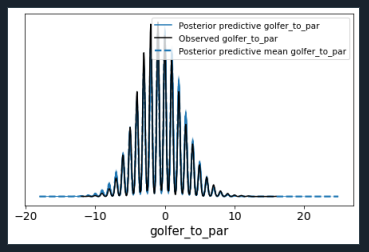 Posterior predictive golfer_to_par
Observed golfer_to_par
Posterior predictive mean golfer_to_par
−20 −10 0 10 20
golfer_to_par